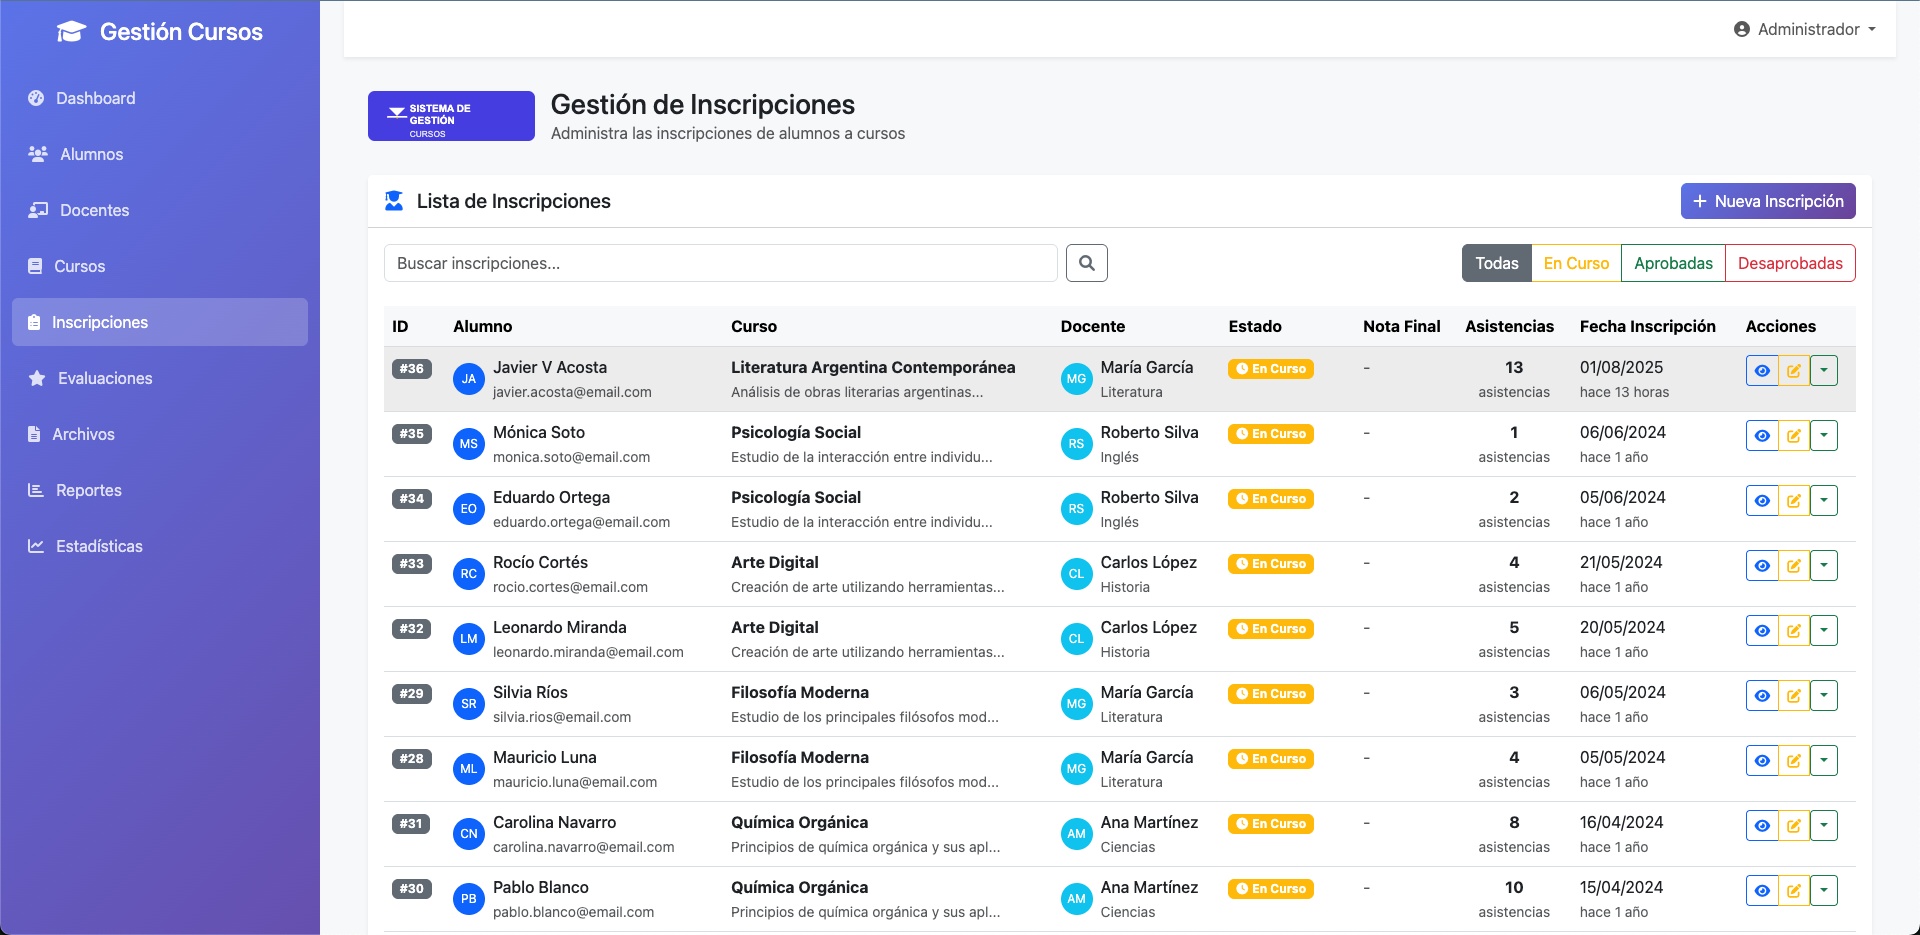 Gestión Cursos
Administrador
Dashboard
Alumnos
Docentes
Cursos
Inscripciones
Evaluaciones
Archivos
Reportes
Estadísticas
SISTEMA DE
GESTIÓN
CURSOS
Gestión de Inscripciones
Administra las inscripciones de alumnos a cursos
Lista de Inscripciones
+ Nueva Inscripción
Buscar inscripciones...
Todas En Curso Aprobadas Desaprobadas
ID Alumno Curso Docente Estado Nota Final Asistencias Fecha Inscripción Acciones
#36 JA Javier V Acosta Literatura Argentina Contemporánea MG María García En Curso - 13 01/08/2025
javier.acosta@email.com Análisis de obras literarias argentinas... Literatura asistencias hace 13 horas
#35 MS Mónica Soto Psicología Social RS Roberto Silva En Curso - 1 06/06/2024
monica.soto@email.com Estudio de la interacción entre individu... Inglés asistencias hace 1 año
#34 EO Eduardo Ortega Psicología Social RS Roberto Silva En Curso - 2 05/06/2024
eduardo.ortega@email.com Estudio de la interacción entre individu... Inglés asistencias hace 1 año
#33 RC Rocío Cortés Arte Digital CL Carlos López En Curso - 4 21/05/2024
rocio.cortes@email.com Creación de arte utilizando herramientas... Historia asistencias hace 1 año
#32 LM Leonardo Miranda Arte Digital CL Carlos López En Curso - 5 20/05/2024
leonardo.miranda@email.com Creación de arte utilizando herramientas... Historia asistencias hace 1 año
#29 SR Silvia Ríos Filosofía Moderna MG María García En Curso - 3 06/05/2024
silvia.rios@email.com Estudio de los principales filósofos mod... Literatura asistencias hace 1 año
#28 ML Mauricio Luna Filosofía Moderna MG María García En Curso - 4 05/05/2024
mauricio.luna@email.com Estudio de los principales filósofos mod... Literatura asistencias hace 1 año
#31 CN Carolina Navarro Química Orgánica AM Ana Martínez En Curso - 8 16/04/2024
carolina.navarro@email.com Principios de química orgánica y sus apl... Ciencias asistencias hace 1 año
#30 PB Pablo Blanco Química Orgánica AM Ana Martínez En Curso - 10 15/04/2024
pablo.blanco@email.com Principios de química orgánica y sus apl... Ciencias asistencias hace 1 año